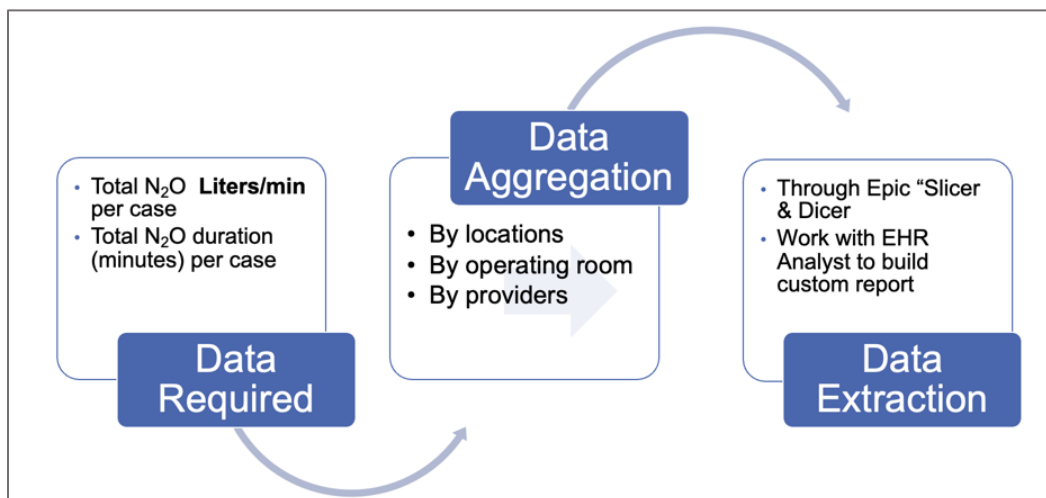 • Total N₂O Liters/min
per case
• Total N₂O duration
(minutes) per case
Data
Required
Data
Aggregation
• By locations
• By operating room
• By providers
• Through Epic “Slicer
& Dicer
• Work with EHR
Analyst to build
custom report
Data
Extraction